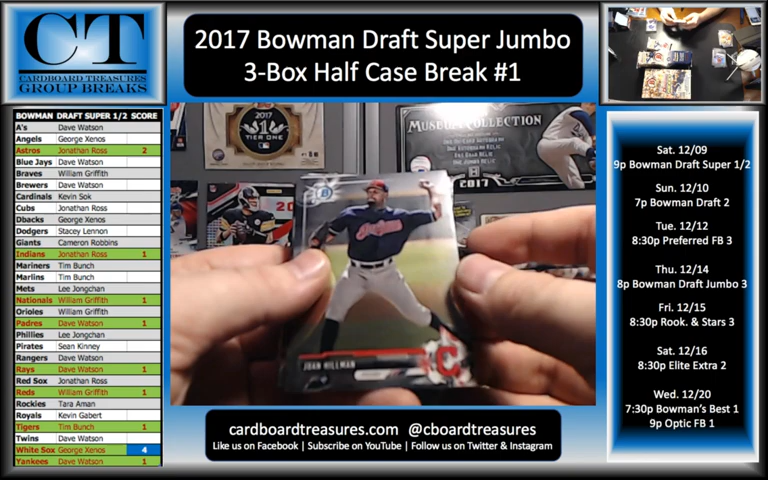 CT
CARDBOARD TREASURES
GROUP BREAKS
2017 Bowman Draft Super Jumbo
3-Box Half Case Break #1
BOWMAN DRAFT SUPER 1/2 SCORE
A's Dave Watson
Angels George Xenos
Astros Jonathan Ross 2
Blue Jays Dave Watson
Braves William Griffith
Brewers Dave Watson
Cardinals Kevin Sok
Cubs Jonathan Ross
Dbacks George Xenos
Dodgers Stacey Lennon
Giants Cameron Robbins
Indians Jonathan Ross 1
Mariners Tim Bunch
Marlins Tim Bunch
Mets Lee Jongchan
Nationals William Griffith 1
Orioles William Griffith
Padres Dave Watson 1
Phillies Lee Jongchan
Pirates Sean Kinney
Rangers Dave Watson
Rays Dave Watson 1
Red Sox Jonathan Ross
Reds William Griffith 1
Rockies Tara Aman
Royals Kevin Gabert
Tigers Tim Bunch 1
Twins Dave Watson
White Sox George Xenos 4
Yankees Dave Watson 1
2017
TIER ONE
MUSEUM COLLECTION
2017
20
Indians
JUAN HILLMAN
C
Sat. 12/09
9p Bowman Draft Super 1/2
Sun. 12/10
7p Bowman Draft 2
Tue. 12/12
8:30p Preferred FB 3
Thu. 12/14
8p Bowman Draft Jumbo 3
Fri. 12/15
8:30p Rook. & Stars 3
Sat. 12/16
8:30p Elite Extra 2
Wed. 12/20
7:30p Bowman's Best 1
9p Optic FB 1
cardboardtreasures.com @cboardtreasures
Like us on Facebook | Subscribe on YouTube | Follow us on Twitter & Instagram